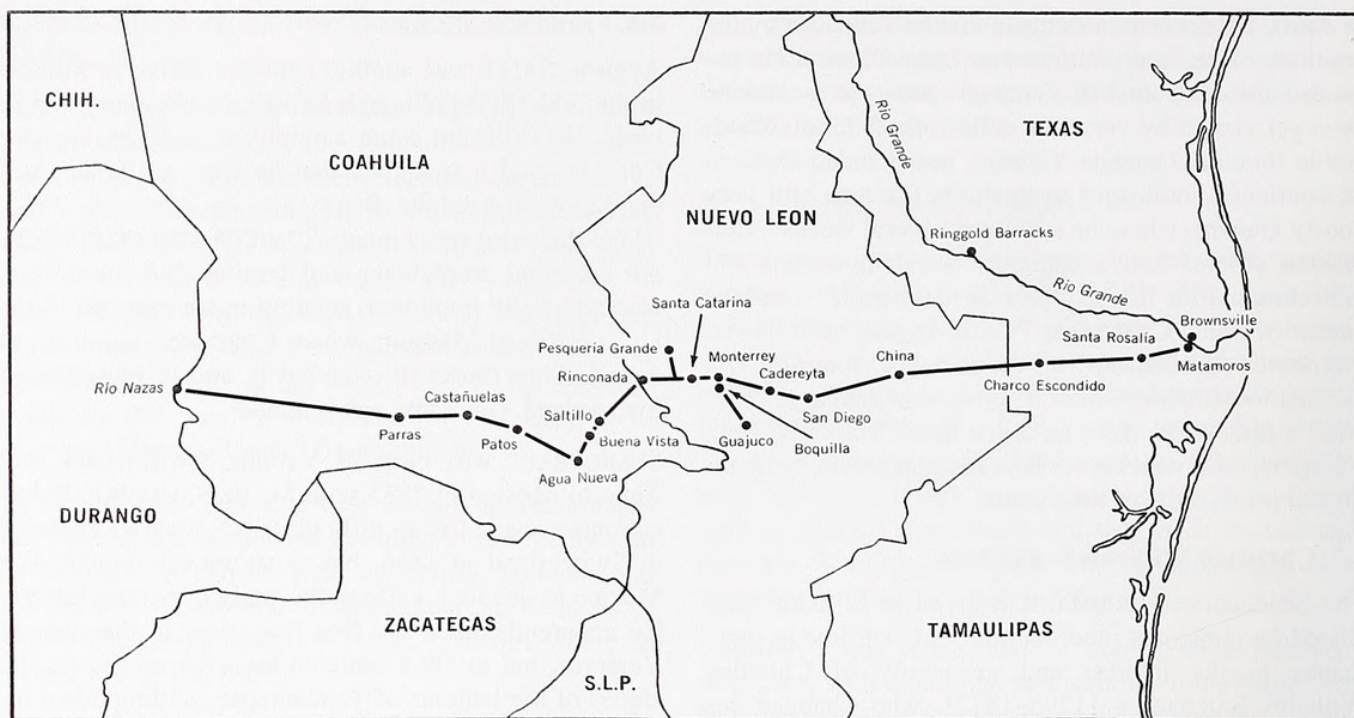 CHIH.
COAHUILA
TEXAS
Rio Grande
NUEVO LEON
Ringgold Barracks
Rio Grande
Santa Catarina
Brownsville
Santa Rosalia
Matamoros
Pesqueria Grande
Monterrey
China
Rinconada
Cadereyta
Charco Escondido
Rio Nazas
Castañuelas
San Diego
Saltillo
Parras
Patos
Buena Vista
Guajuco
Boquilla
Agua Nueva
DURANGO
ZACATECAS
TAMAULIPAS
S.L.P.